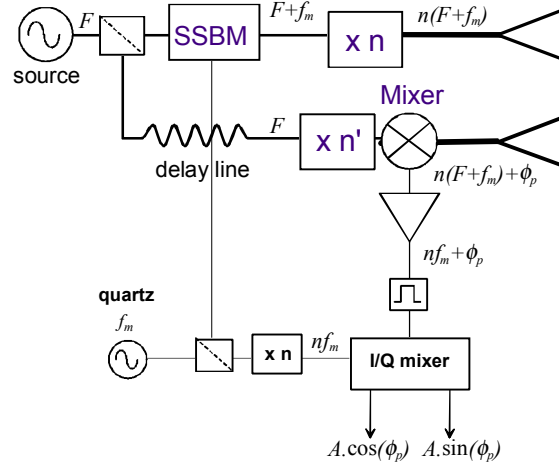 F
SSBM
F+fm
x n
n(F+fm)
source
Mixer
F
x n'
delay line
n(F+fm)+ϕp
nfm+ϕp
quartz
fm
x n
nfm
I/Q mixer
A.cos(ϕp)
A.sin(ϕp)